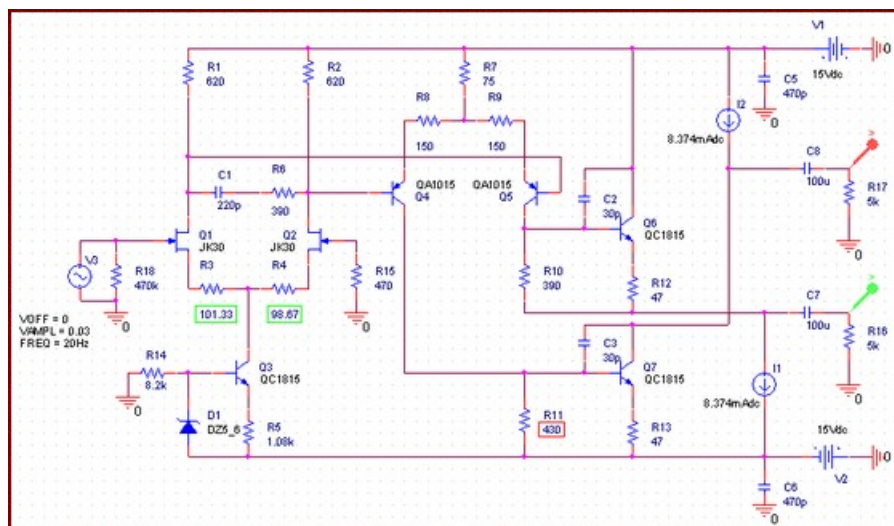 V1
R1
620
R2
620
R7
75
15Vdc
0
C5
470p
0
I2
8.374mAdc
R8
150
R9
150
C8
100u
V
R17
5k
0
C1
220p
R6
390
QA1015
Q4
QA1015
Q5
C2
30p
Q6
QC1815
Q1
JK30
Q2
JK30
V3
R18
470k
0
R3
101.33
R4
98.67
R15
470
0
R10
390
R12
47
V
C7
100u
R16
5k
0
VOFF = 0
VAMPL = 0.03
FREQ = 20Hz
R14
8.2k
0
Q3
QC1815
C3
30p
Q7
QC1815
I1
8.374mAdc
D1
DZ5_6
R5
1.08k
R11
430
R13
47
15Vdc
0
V2
C6
470p
0